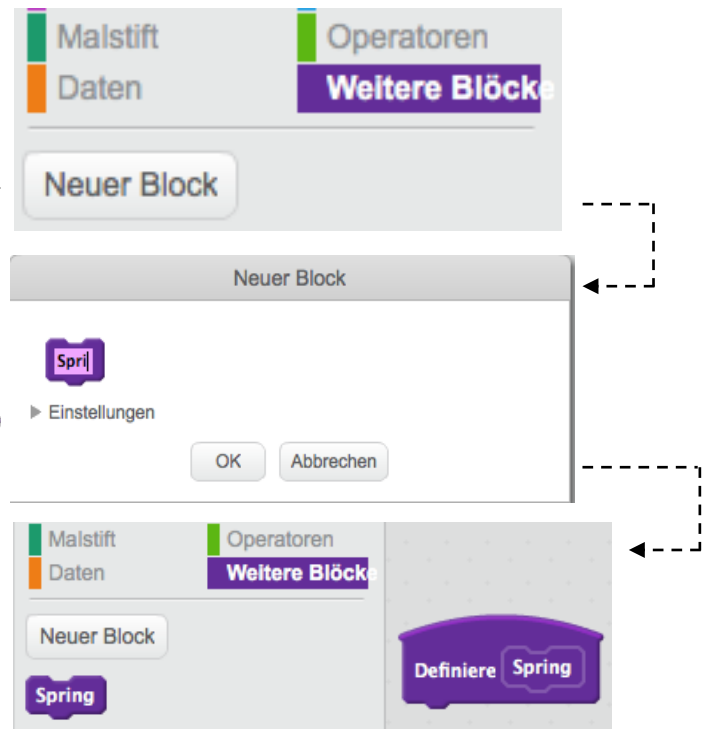 Malstift Operatoren
Daten Weitere Blöcke
Neuer Block
Neuer Block
Spri
Einstellungen
OK Abbrechen
Malstift Operatoren
Daten Weitere Blöcke
Neuer Block
Spring
Definiere Spring